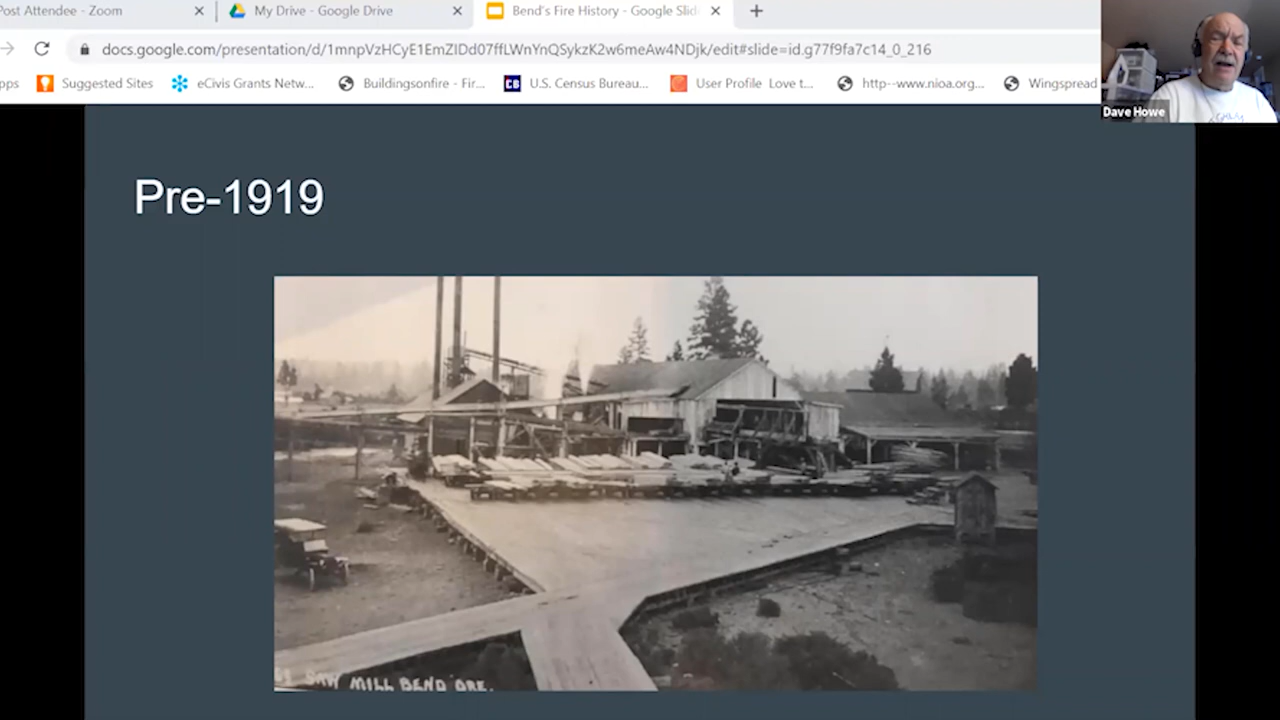 Post Attendee - Zoom
My Drive - Google Drive
Bend's Fire History - Google Slid
docs.google.com/presentation/d/1mnpVzHCyE1EmZIDd07ffLWnYnQSykzK2w6meAw4NDjk/edit#slide=id.g77f9fa7c14_0_216
pps
Suggested Sites
eCivis Grants Netw...
Buildingsonfire - Fir...
CB
U.S. Census Bureau...
User Profile Love t...
http--www.nioa.org...
Wingspread
Dave Howe
Pre-1919
SAW MILL BEND ORE.